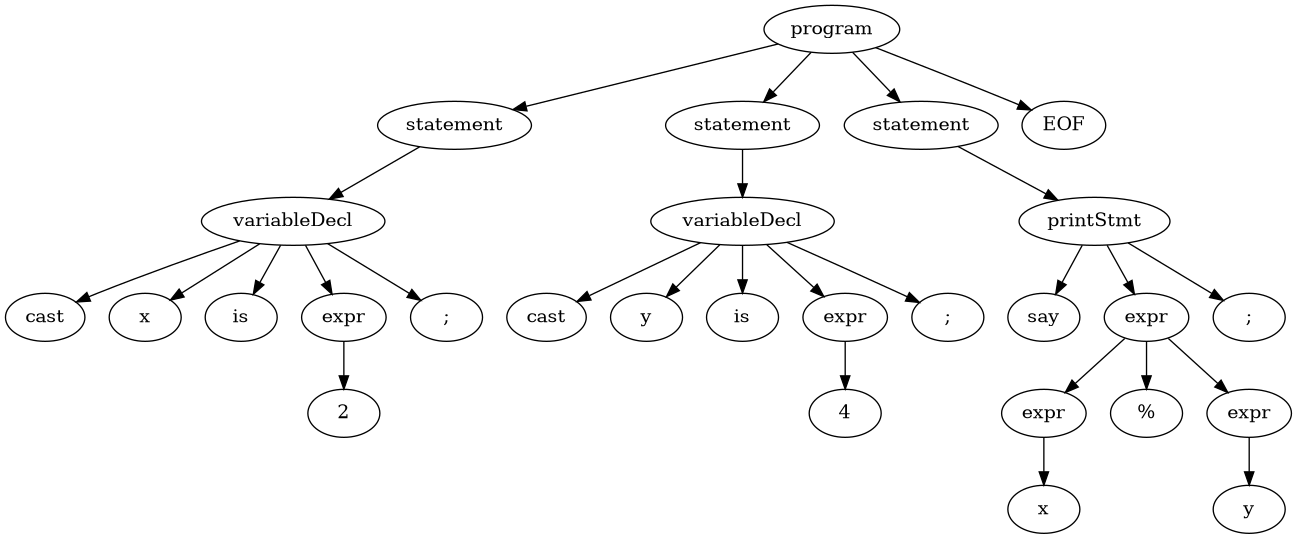 program
statement statement statement EOF
variableDecl variableDecl printStmt
cast x is expr ; cast y is expr ; say expr ;
2 4 expr % expr
x y